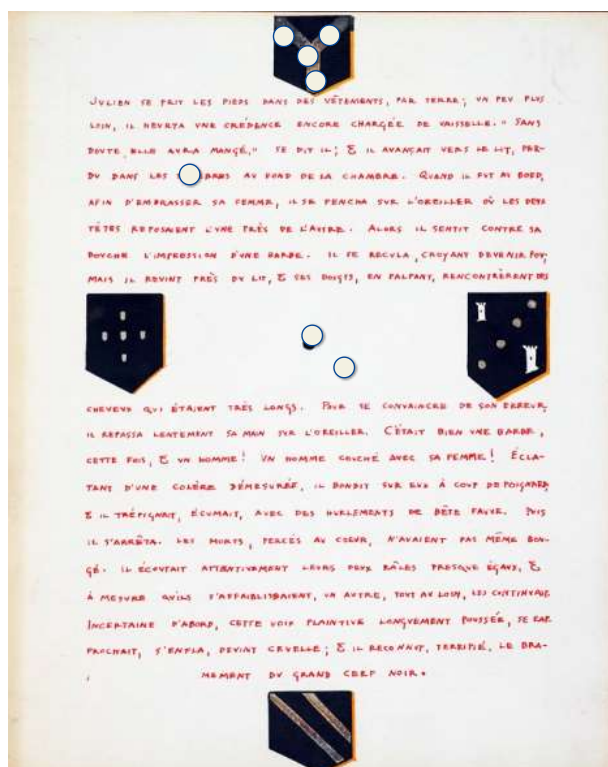 JULIEN SE PRIT LES PIEDS DANS DES VÊTEMENTS, PAR TERRE; UN PEU PLUS
LOIN, IL HEURTA UNE CRÉDENCE ENCORE CHARGÉE DE VAISSELLE. "SANS
DOUTE, ELLE AURA MANGÉ," SE DIT IL; & IL AVANÇAIT VERS LE LIT, PER-
DU DANS LES AU FOND DE LA CHAMBRE. QUAND IL FUT AU BORD,
AFIN D'EMBRASSER SA FEMME, IL SE PENCHA SUR L'OREILLER OÙ LES DEUX
TÊTES REPOSAIENT L'UNE PRÈS DE L'AUTRE. ALORS IL SENTIT CONTRE SA
BOUCHE L'IMPRESSION D'UNE BARBE. IL SE RECULA, CROYANT DEVENIR FOU,
MAIS IL REVINT PRÈS DU LIT, & SES DOIGTS, EN PALPANT, RENCONTRÈRENT DES
CHEVEUX QUI ÉTAIENT TRÈS LONGS. POUR SE CONVAINCRE DE SON ERREUR,
IL REPASSA LENTEMENT SA MAIN SUR L'OREILLER. C'ÉTAIT BIEN UNE BARBE,
CETTE FOIS, & UN HOMME! UN HOMME COUCHÉ AVEC SA FEMME! ÉCLA-
TANT D'UNE COLÈRE DÉMESURÉE, IL BONDIT SUR EUX À COUP DE POIGNARD,
& IL TRÉPIGNAIT, ÉCUMAIT, AVEC DES HURLEMENTS DE BÊTE FAUVE. PUIS
IL S'ARRÊTA. LES MORTS, PERCÉS AU COEUR, N'AVAIENT PAS MÊME BOU-
GÉ. IL ÉCOUTAIT ATTENTIVEMENT LEURS DEUX RÂLES PRESQUE ÉGAUX, &
À MESURE QU'ILS S'AFFAIBLISSAIENT, UN AUTRE, TOUT AU LOIN, LES CONTINUAIT.
INCERTAINE D'ABORD, CETTE VOIX PLAINTIVE LONGUEMENT POUSSÉE, SE RAP
PROCHAIT, S'ENFLA, DEVINT CRUELLE; & IL RECONNUT, TERRIFIÉ, LE BRA-
MEMENT DU GRAND CERF NOIR.